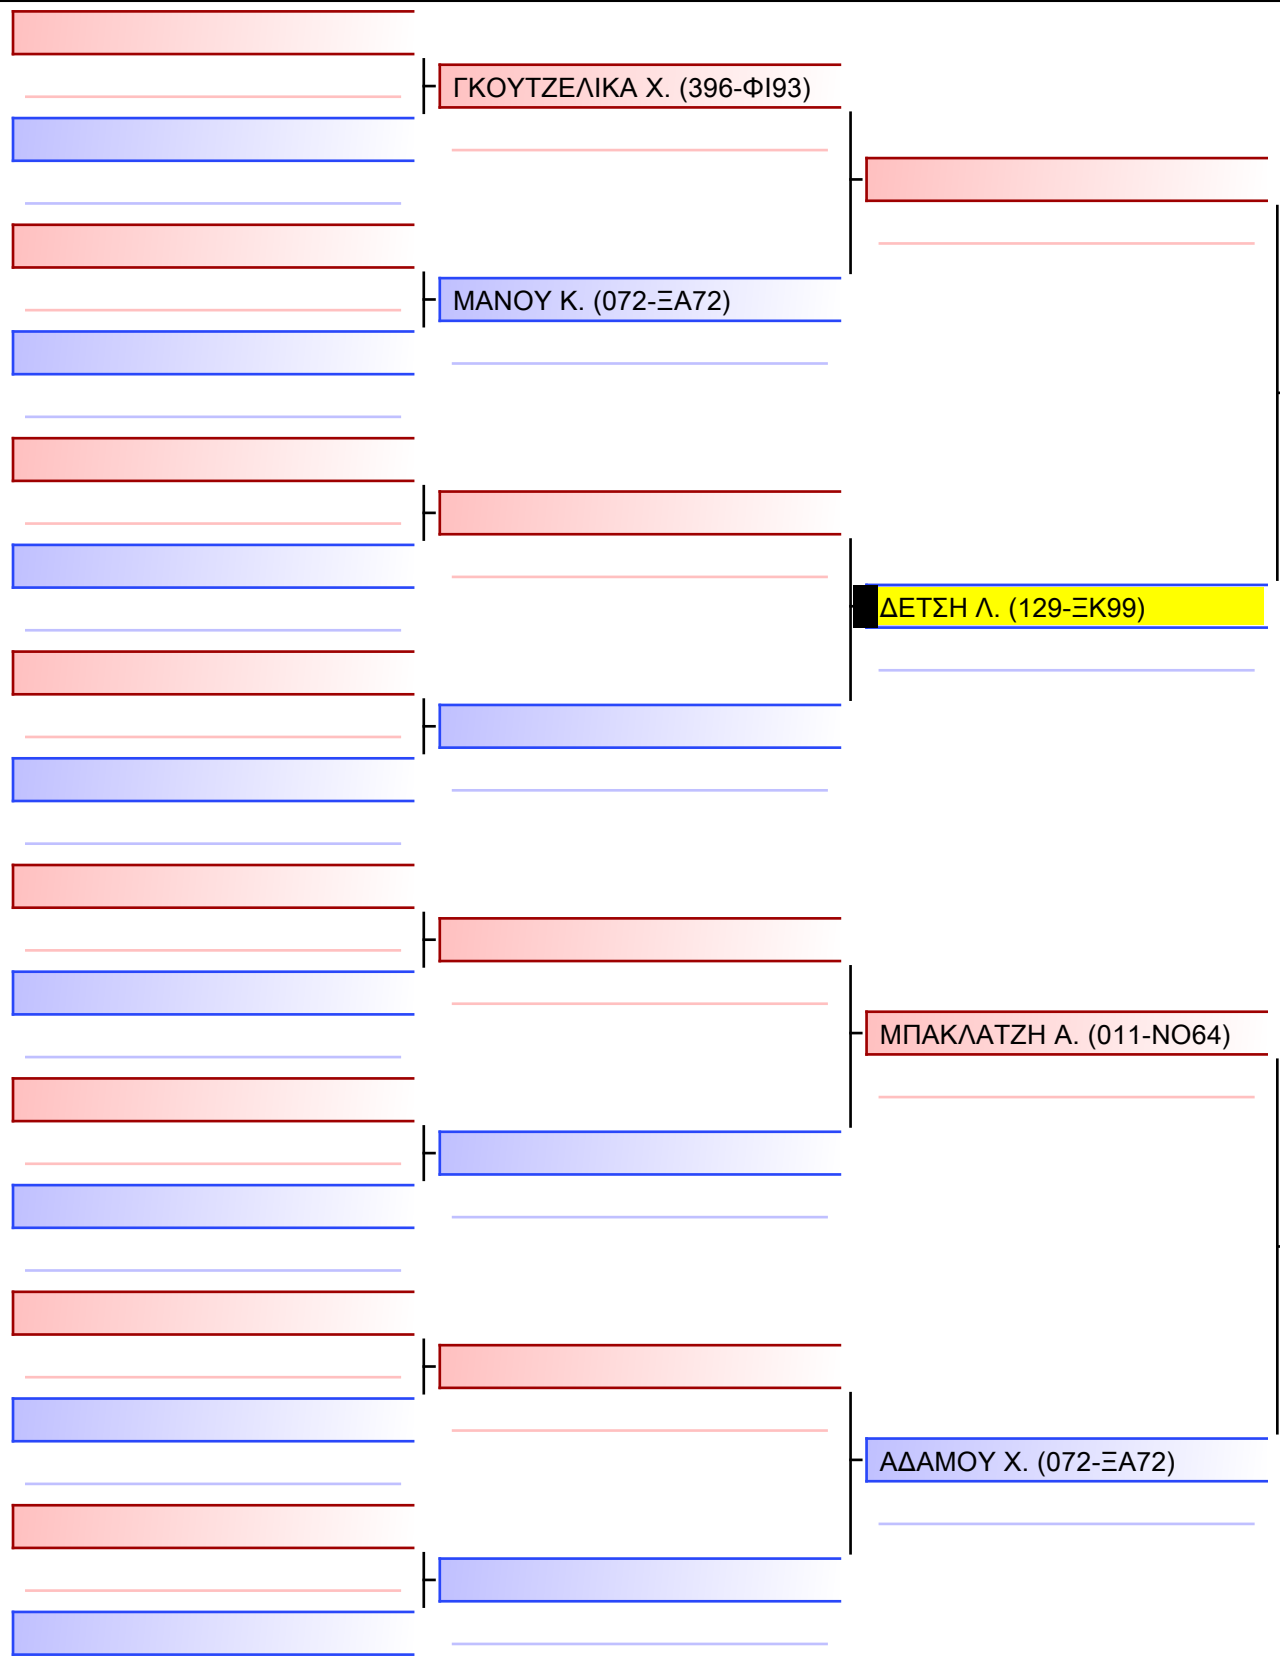 ΓΚΟΥΤΖΕΛΙΚΑ Χ. (396-ΦΙ93)
ΜΑΝΟΥ Κ. (072-ΞΑ72)
ΔΕΤΣΗ Λ. (129-ΞΚ99)
ΜΠΑΚΛΑΤΖΗ Α. (011-ΝΟ64)
ΑΔΑΜΟΥ Χ. (072-ΞΑ72)